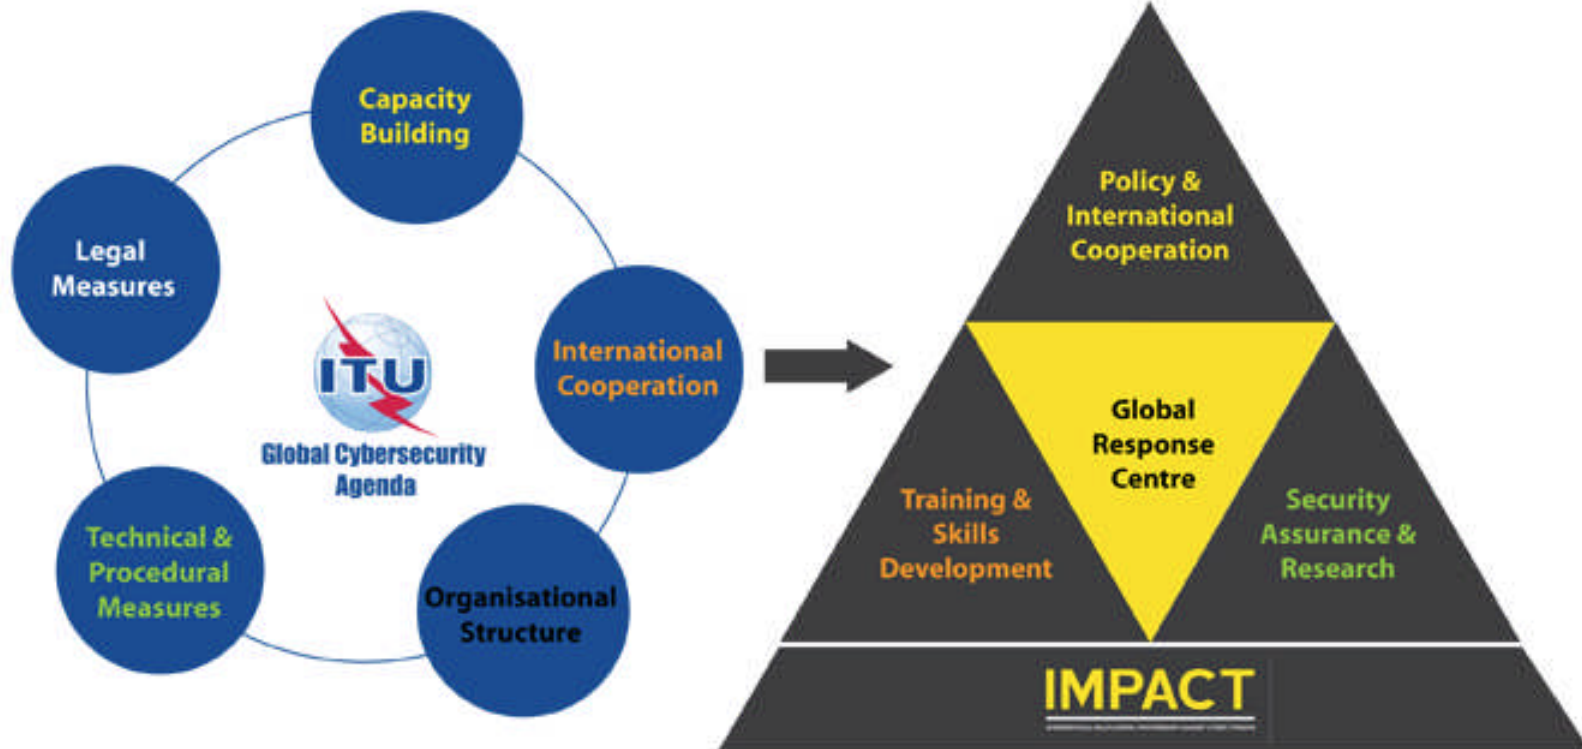 Capacity
Building
Legal
Measures
International
Cooperation
ITU
Global Cybersecurity
Agenda
Technical &
Procedural
Measures
Organisational
Structure
Policy &
International
Cooperation
Global
Response
Centre
Training &
Skills
Development
Security
Assurance &
Research
IMPACT